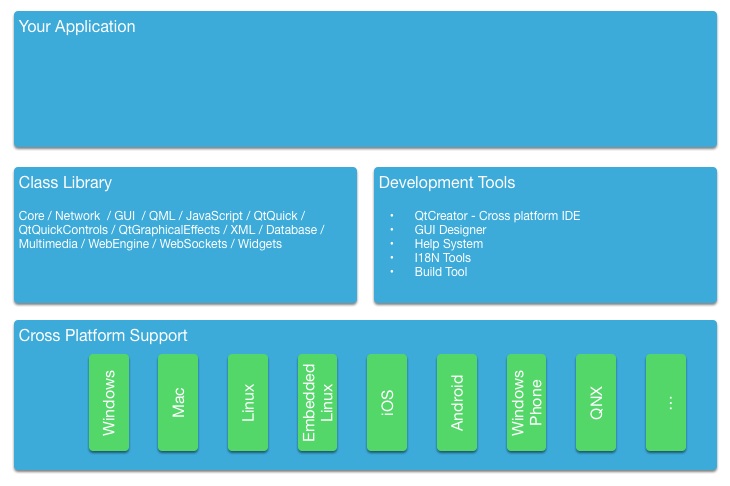 Your Application
Class Library
Core / Network / GUI / QML / JavaScript / QtQuick /
QtQuickControls / QtGraphicalEffects / XML / Database /
Multimedia / WebEngine / WebSockets / Widgets
Development Tools
• QtCreator - Cross platform IDE
• GUI Designer
• Help System
• I18N Tools
• Build Tool
Cross Platform Support
Windows
Mac
Linux
Embedded
Linux
iOS
Android
Windows
Phone
QNX
...